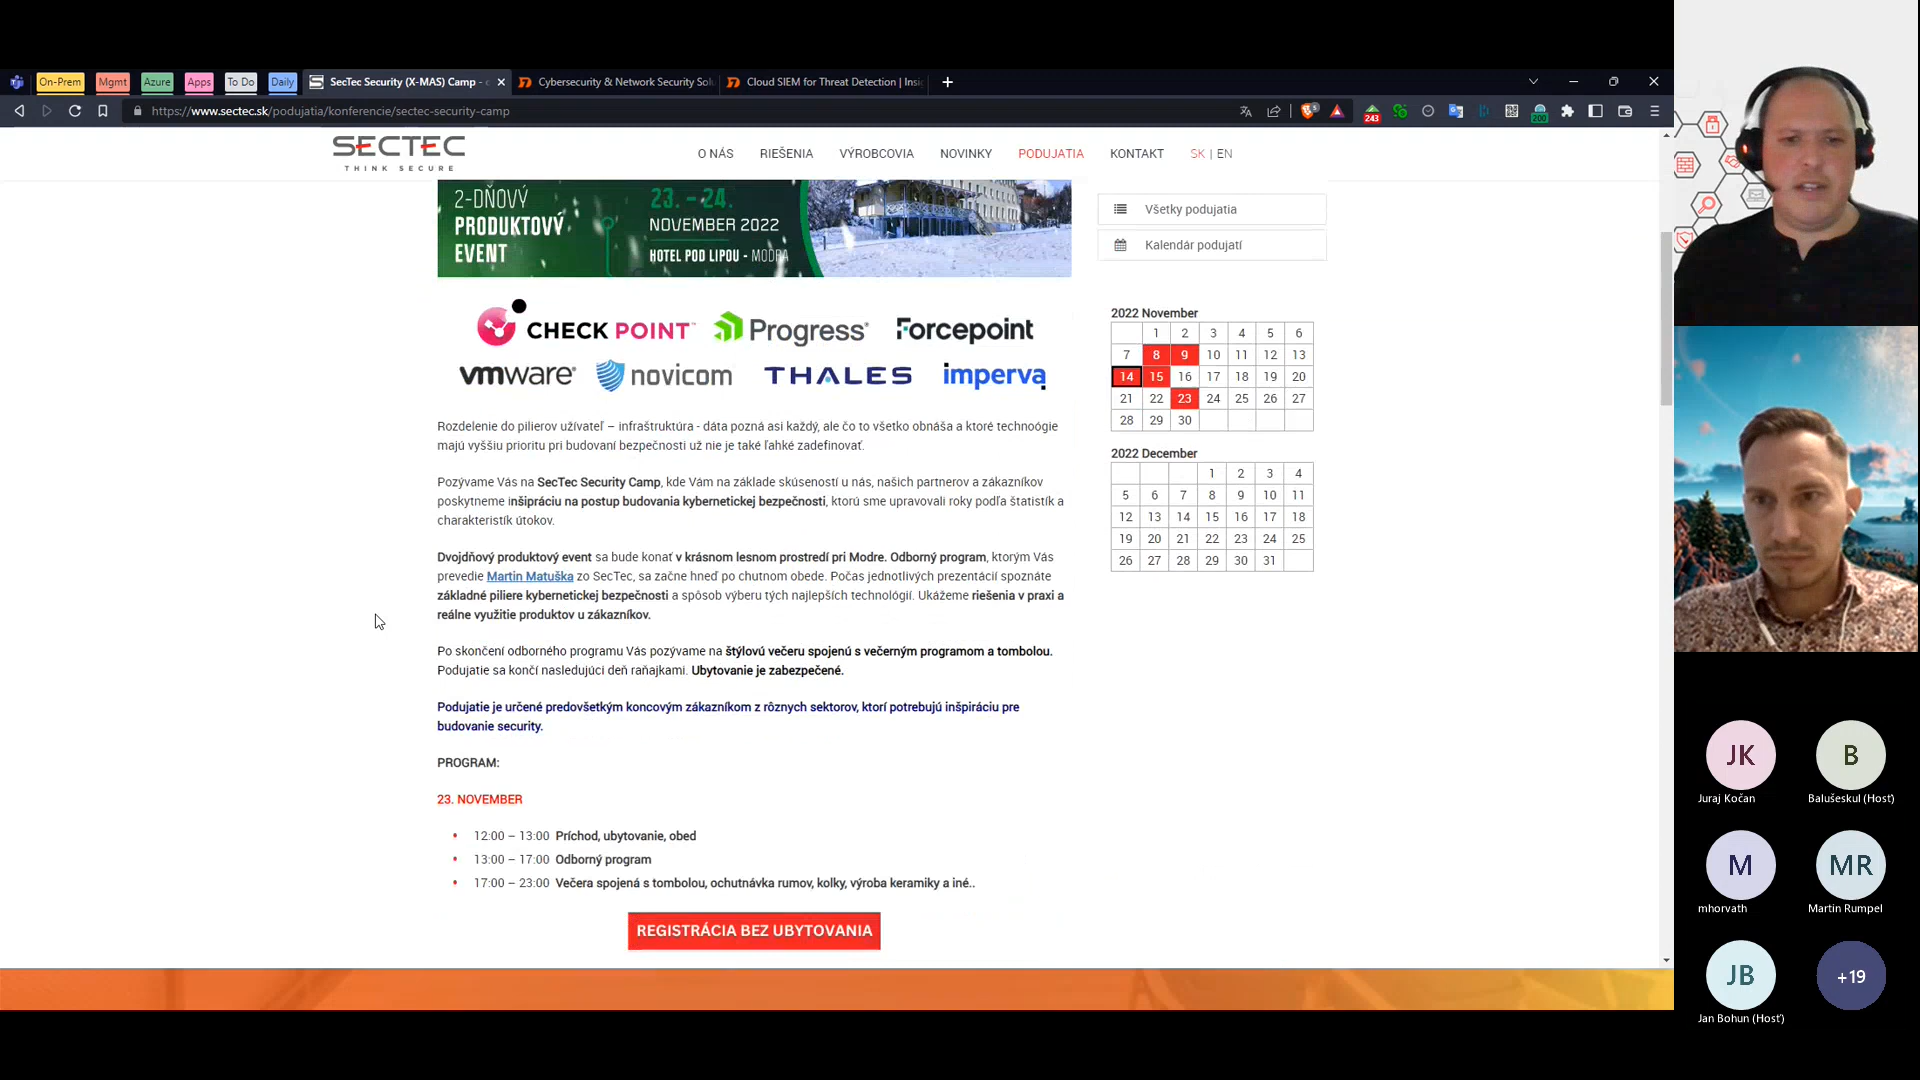 On-Prem
Mgmt
Azure
Apps
To Do
Daily
SecTec Security (X-MAS) Camp -
Cybersecurity & Network Security Sol
Cloud SIEM for Threat Detection | Insi
https://www.sectec.sk/podujatia/konferencie/sectec-security-camp
243
200
SECTEC
THINK SECURE
O NÁS
RIEŠENIA
VÝROBCOVIA
NOVINKY
PODUJATIA
KONTAKT
SK | EN
2-DŇOVÝ
PRODUKTOVÝ
EVENT
23. - 24.
NOVEMBER 2022
HOTEL POD LIPOU - MODRA
Všetky podujatia
Kalendár podujatí
CHECK POINT™
Progress®
Forcepoint
vmware®
novicom
THALES
imperva
2022 November
1 2 3 4 5 6
7 8 9 10 11 12 13
14 15 16 17 18 19 20
21 22 23 24 25 26 27
28 29 30
2022 December
1 2 3 4
5 6 7 8 9 10 11
12 13 14 15 16 17 18
19 20 21 22 23 24 25
26 27 28 29 30 31
Rozdelenie do pilierov užívateľ – infraštruktúra - dáta pozná asi každý, ale čo to všetko obnáša a ktoré technoógie
majú vyššiu prioritu pri budovaní bezpečnosti už nie je také ľahké zadefinovať.
Pozývame Vás na SecTec Security Camp, kde Vám na základe skúseností u nás, našich partnerov a zákazníkov
poskytneme inšpiráciu na postup budovania kybernetickej bezpečnosti, ktorú sme upravovali roky podľa štatistík a
charakteristík útokov.
Dvojdňový produktový event sa bude konať v krásnom lesnom prostredí pri Modre. Odborný program, ktorým Vás
prevedie Martin Matuška zo SecTec, sa začne hneď po chutnom obede. Počas jednotlivých prezentácií spoznáte
základné piliere kybernetickej bezpečnosti a spôsob výberu tých najlepších technológií. Ukážeme riešenia v praxi a
reálne využitie produktov u zákazníkov.
Po skončení odborného programu Vás pozývame na štýlovú večeru spojenú s večerným programom a tombolou.
Podujatie sa končí nasledujúci deň raňajkami. Ubytovanie je zabezpečené.
Podujatie je určené predovšetkým koncovým zákazníkom z rôznych sektorov, ktorí potrebujú inšpiráciu pre
budovanie security.
PROGRAM:
23. NOVEMBER
• 12:00 – 13:00 Príchod, ubytovanie, obed
• 13:00 – 17:00 Odborný program
• 17:00 – 23:00 Večera spojená s tombolou, ochutnávka rumov, kolky, výroba keramiky a iné..
REGISTRÁCIA BEZ UBYTOVANIA
JK
Juraj Kočan
B
Balušeskul (Hosť)
M
mhorvath
MR
Martin Rumpel
JB
Jan Bohun (Hosť)
+19